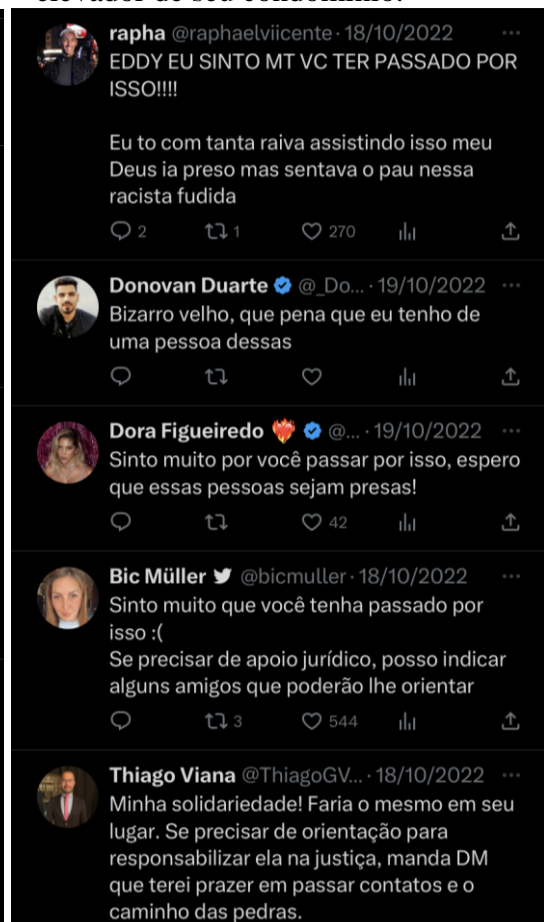 elevador de seu condomínio.
rapha @raphaelviicente · 18/10/2022 ...
EDDY EU SINTO MT VC TER PASSADO POR
ISSO!!!!
Eu to com tanta raiva assistindo isso meu
Deus ia preso mas sentava o pau nessa
racista fudida
2 1 270
Donovan Duarte @_Do... · 19/10/2022 ...
Bizarro velho, que pena que eu tenho de
uma pessoa dessas
Dora Figueiredo ❤️‍🔥 @... · 19/10/2022 ...
Sinto muito por você passar por isso, espero
que essas pessoas sejam presas!
42
Bic Müller @bicmuller · 18/10/2022 ...
Sinto muito que você tenha passado por
isso :(
Se precisar de apoio jurídico, posso indicar
alguns amigos que poderão lhe orientar
3 544
Thiago Viana @ThiagoGV... · 18/10/2022 ...
Minha solidariedade! Faria o mesmo em seu
lugar. Se precisar de orientação para
responsabilizar ela na justiça, manda DM
que terei prazer em passar contatos e o
caminho das pedras.